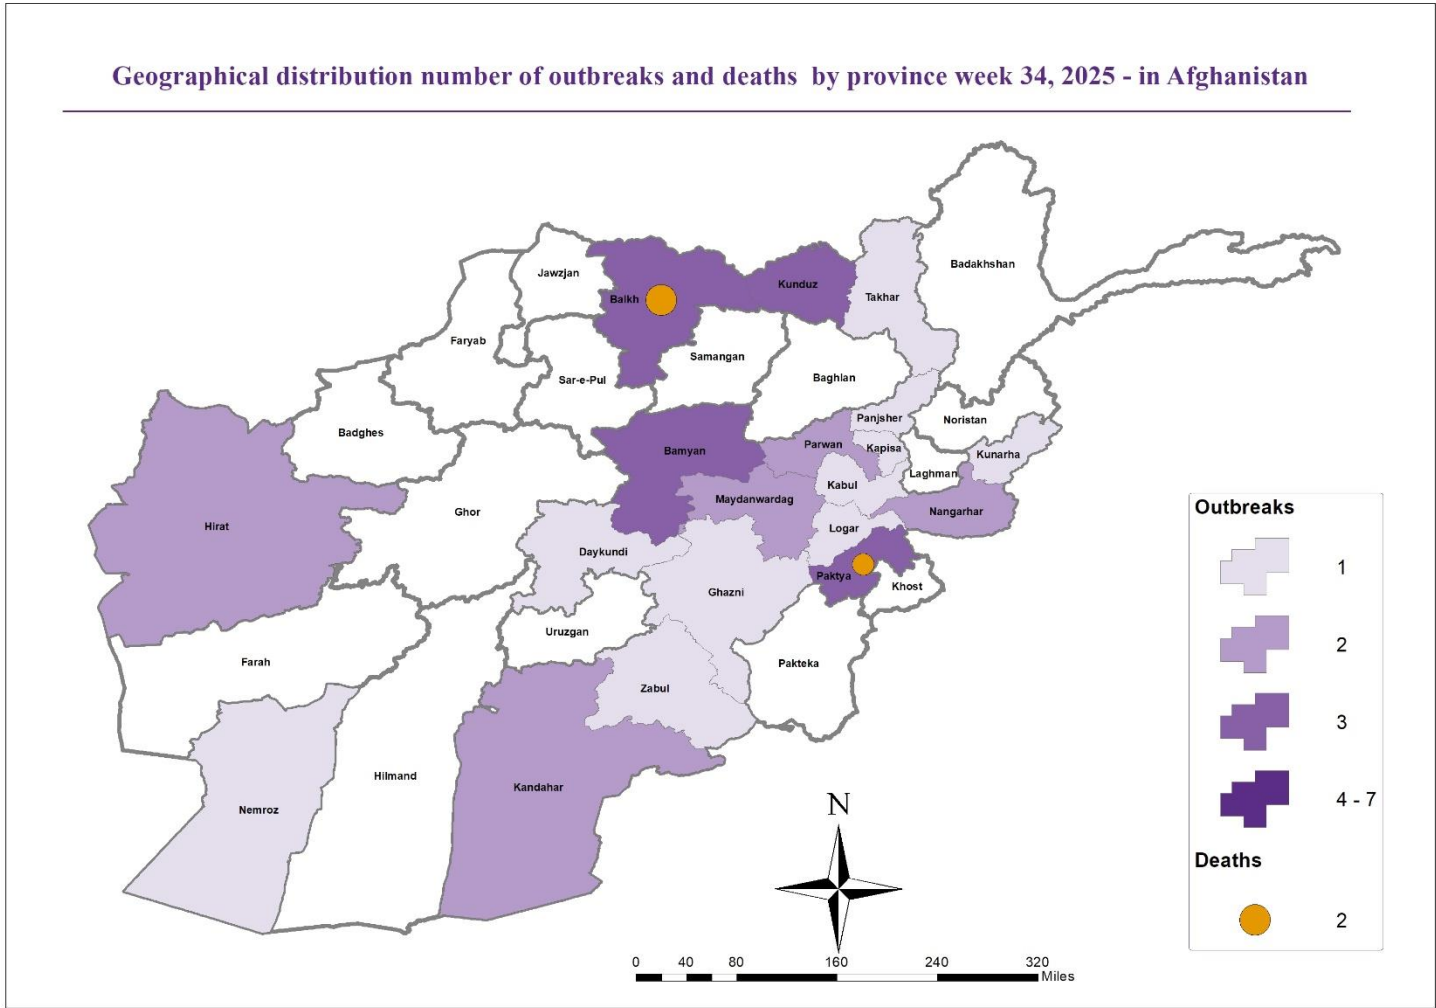 Geographical distribution number of outbreaks and deaths by province week 34, 2025 - in Afghanistan
Badakhshan
Jawzjan
Kunduz
Balkh
Takhar
Faryab
Samangan
Sar-e-Pul
Baghlan
Panjsher
Noristan
Badghes
Parwan
Kapisa
Bamyan
Kunarha
Laghman
Kabul
Maydanwardag
Nangarhar
Ghor
Hirat
Logar
Daykundi
Paktya
Khost
Ghazni
Uruzgan
Farah
Pakteka
Zabul
Hilmand
Kandahar
Nemroz
Outbreaks
1
2
3
4 - 7
Deaths
2
N
0 40 80 160 240 320
Miles